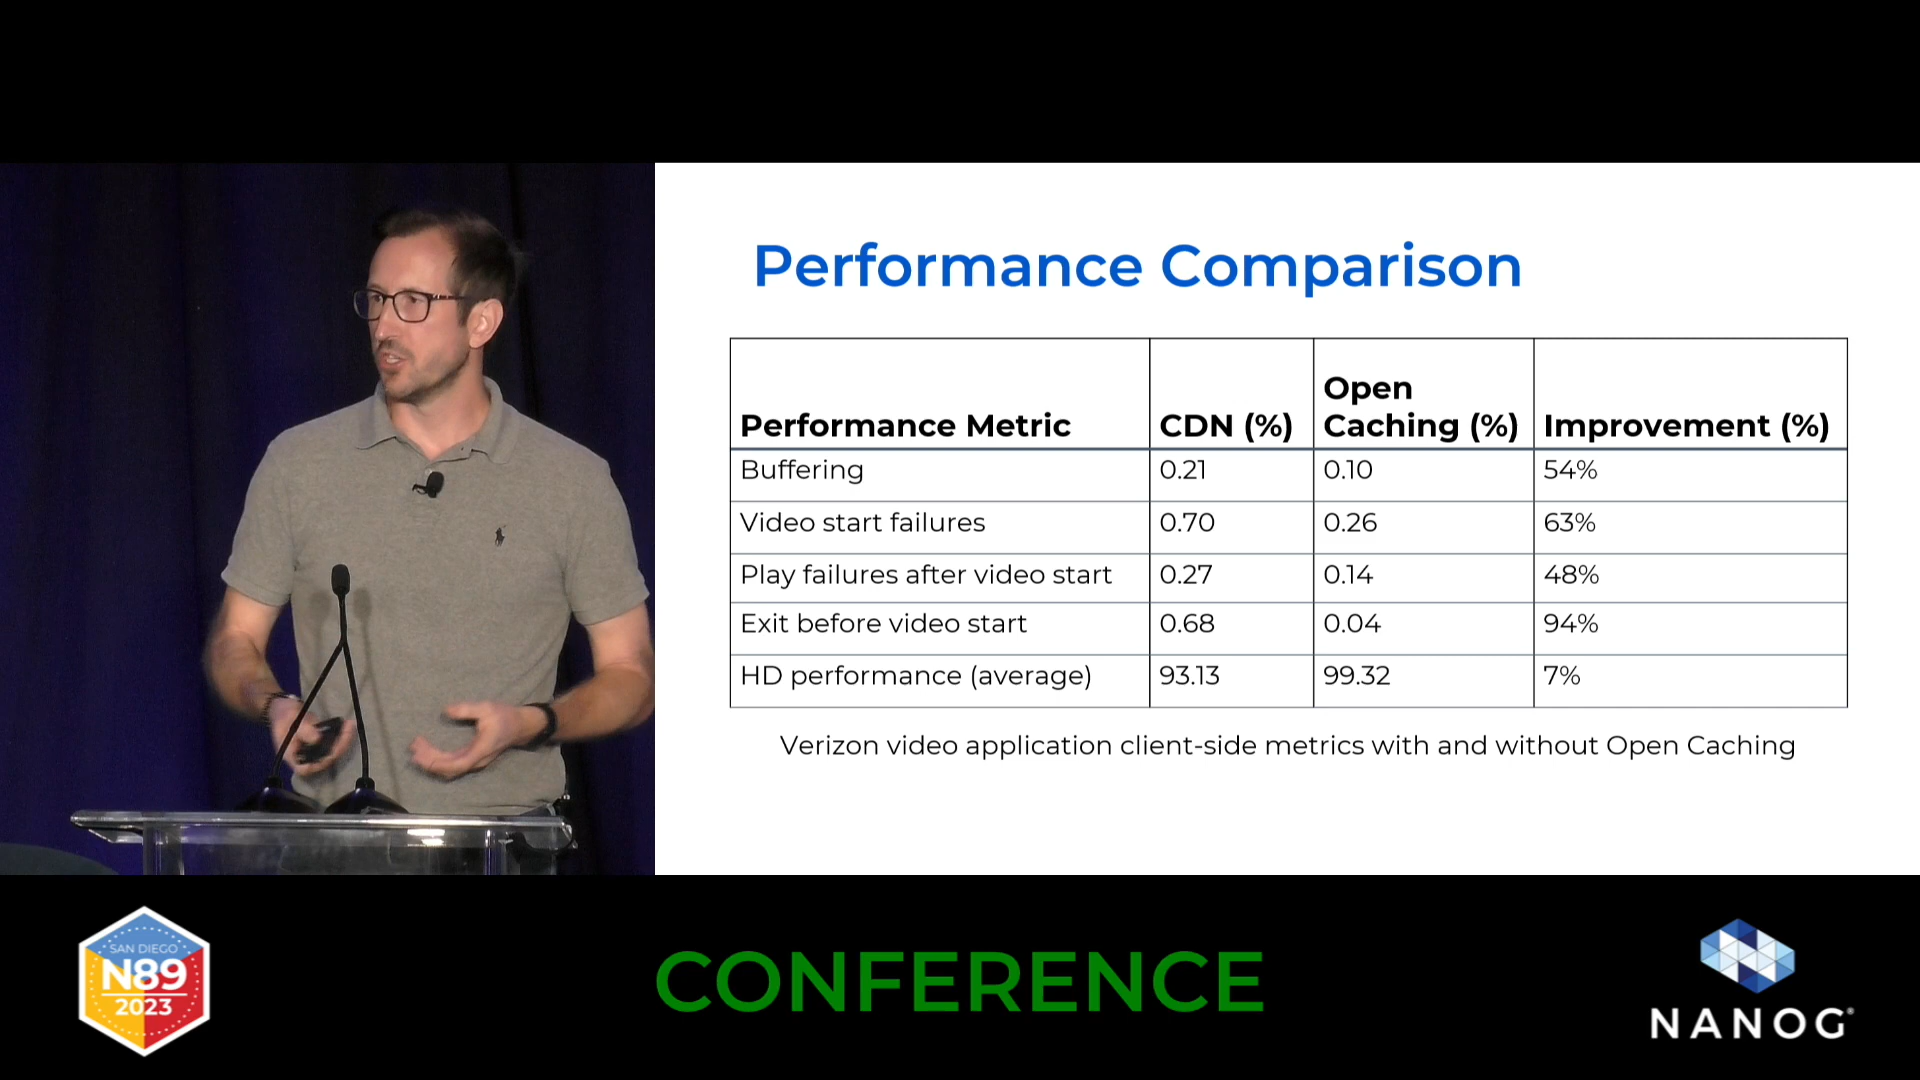 Performance Comparison
Performance Metric CDN (%) Open Caching (%) Improvement (%)
Buffering 0.21 0.10 54%
Video start failures 0.70 0.26 63%
Play failures after video start 0.27 0.14 48%
Exit before video start 0.68 0.04 94%
HD performance (average) 93.13 99.32 7%
Verizon video application client-side metrics with and without Open Caching
SAN DIEGO
N89
2023
CONFERENCE
NANOG®